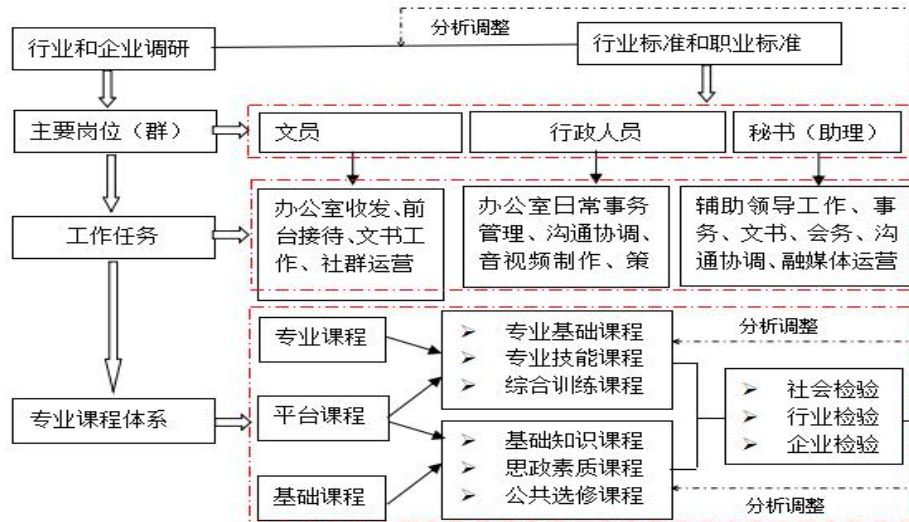 分析调整
行业和企业调研
行业标准和职业标准
主要岗位（群）
文员
行政人员
秘书（助理）
工作任务
办公室收发、前
台接待、文书工
作、社群运营
办公室日常事务
管理、沟通协调、
音视频制作、策
辅助领导工作、事
务、文书、会务、沟
通协调、融媒体运营
专业课程体系
专业课程
平台课程
基础课程
➢ 专业基础课程
➢ 专业技能课程
➢ 综合训练课程
➢ 基础知识课程
➢ 思政素质课程
➢ 公共选修课程
分析调整
➢ 社会检验
➢ 行业检验
➢ 企业检验
分析调整